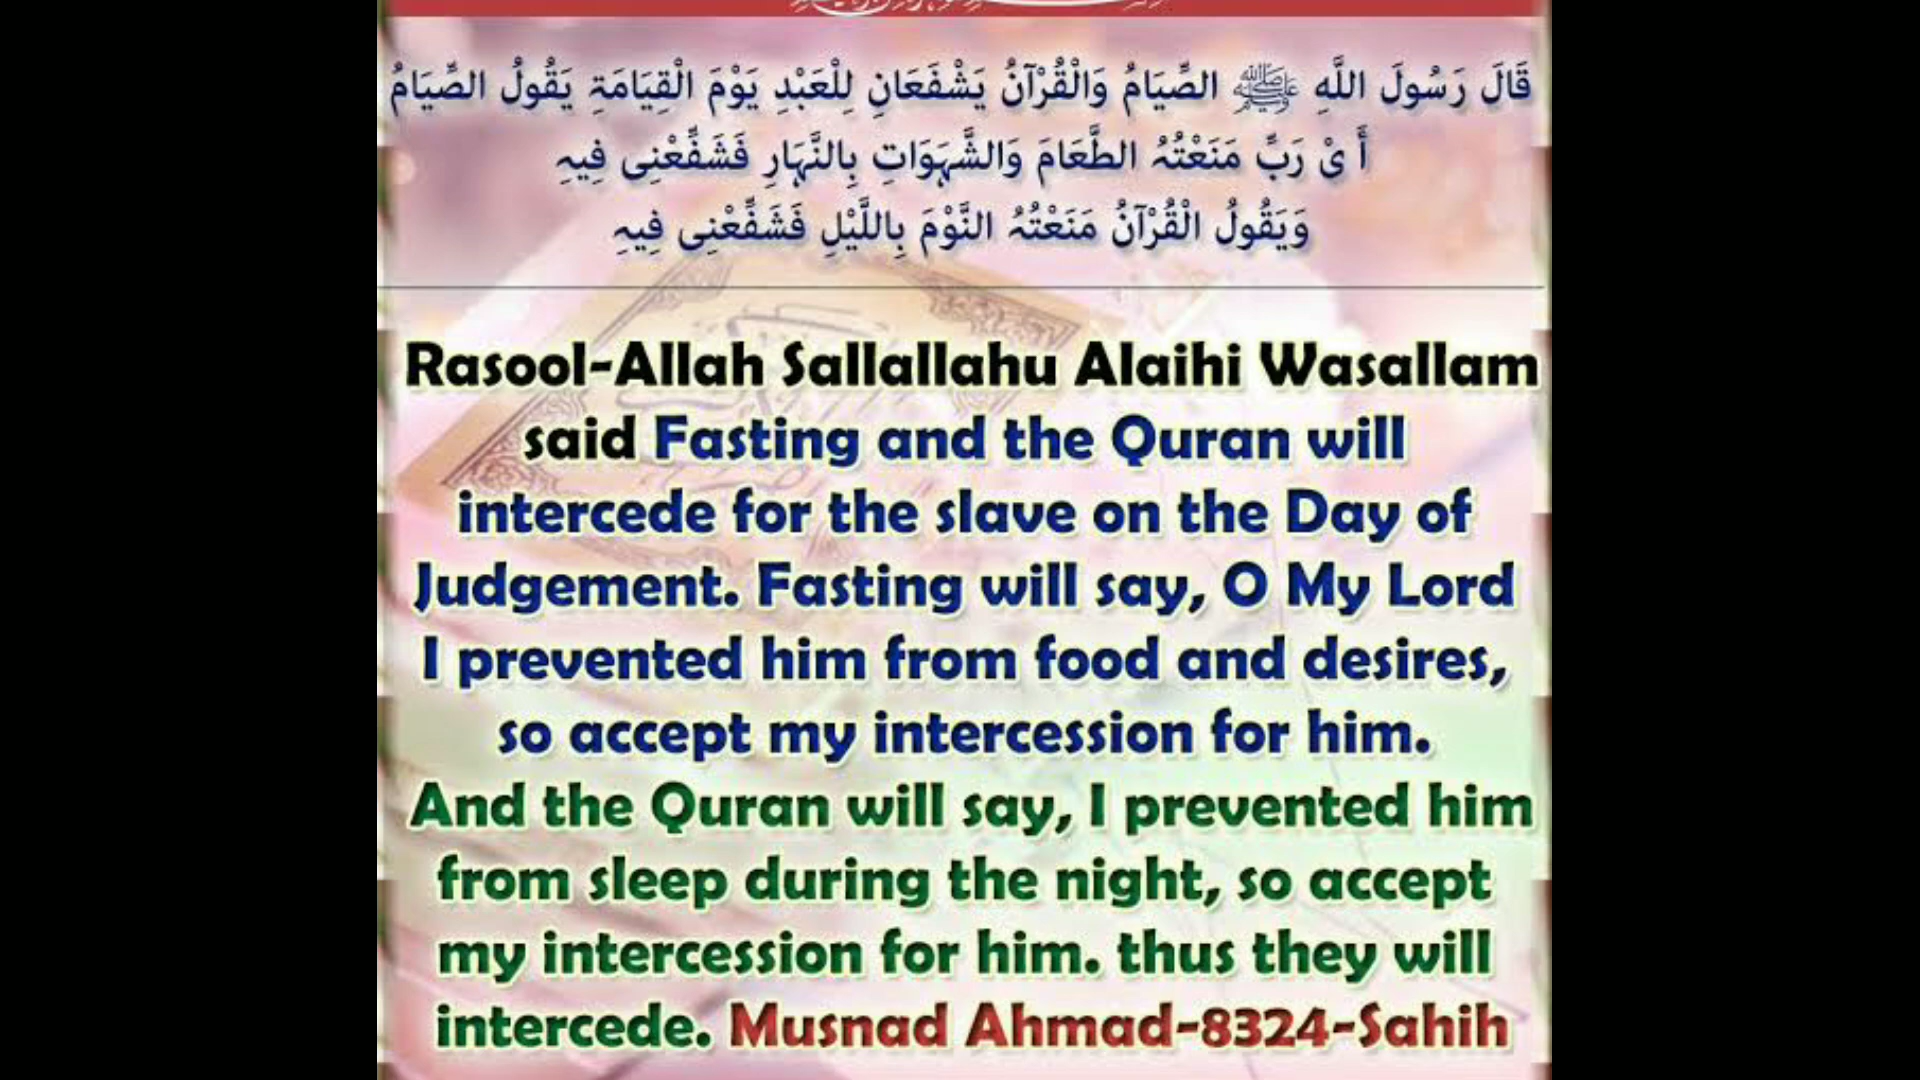 قَالَ رَسُولَ اللَّهِ ﷺ الصِّيَامُ وَالْقُرْآنُ يَشْفَعَانِ لِلْعَبْدِ يَوْمَ الْقِيَامَۃِ يَقُولُ الصِّيَامُ
أَ یْ رَبِّ مَنَعْتُہُ الطَّعَامَ وَالشَّہَوَاتِ بِالنَّہَارِ فَشَفِّعْنِی فِيہِ
وَيَقُولُ الْقُرْآنُ مَنَعْتُہُ النَّوْمَ بِاللَّيْلِ فَشَفِّعْنِی فِيہِ
Rasool-Allah Sallallahu Alaihi Wasallam
said Fasting and the Quran will
intercede for the slave on the Day of
Judgement. Fasting will say, O My Lord
I prevented him from food and desires,
so accept my intercession for him.
And the Quran will say, I prevented him
from sleep during the night, so accept
my intercession for him. thus they will
intercede. Musnad Ahmad-8324-Sahih